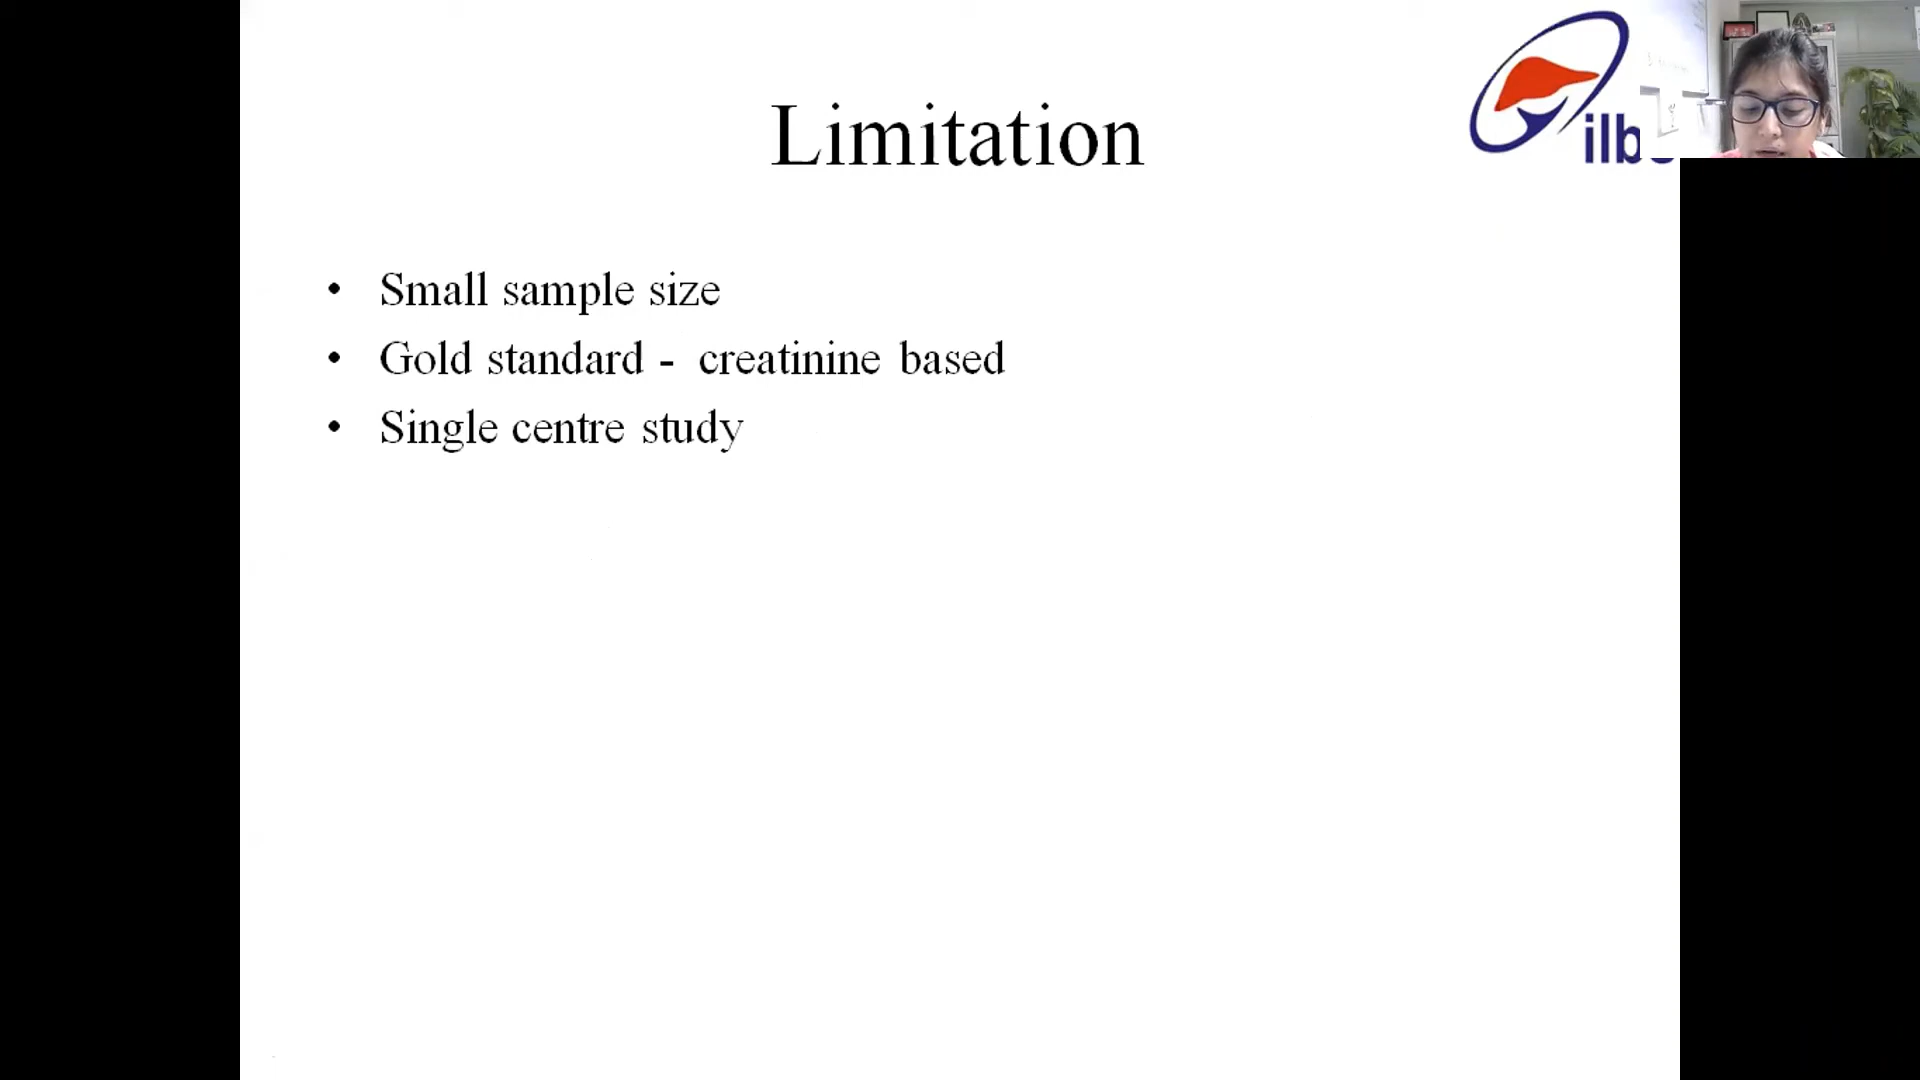 Limitation
ilb
• Small sample size
• Gold standard - creatinine based
• Single centre study